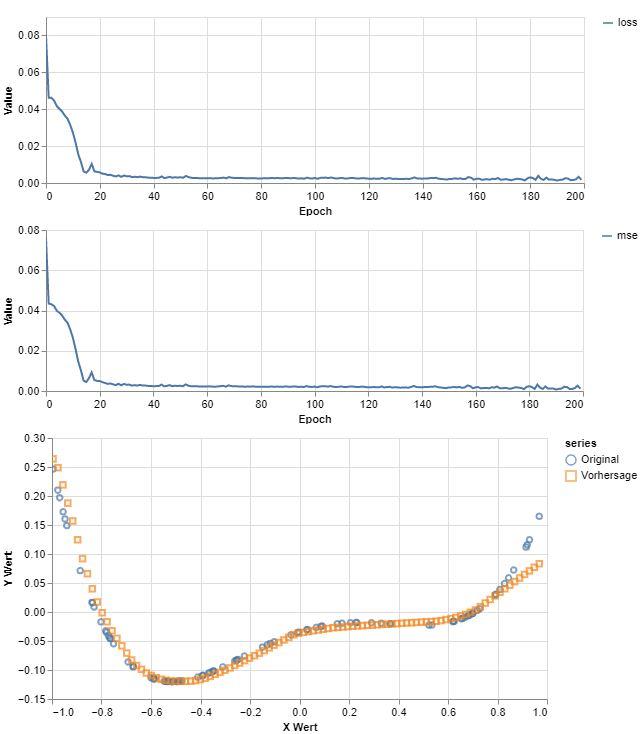 loss
0.08
0.06
0.04
0.02
0.00
Value
0 20 40 60 80 100 120 140 160 180 200
Epoch
mse
0.08
0.06
0.04
0.02
0.00
Value
0 20 40 60 80 100 120 140 160 180 200
Epoch
series
Original
Vorhersage
0.30
0.25
0.20
0.15
0.10
0.05
0.00
−0.05
−0.10
−0.15
Y Wert
−1.0 −0.8 −0.6 −0.4 −0.2 0.0 0.2 0.4 0.6 0.8 1.0
X Wert